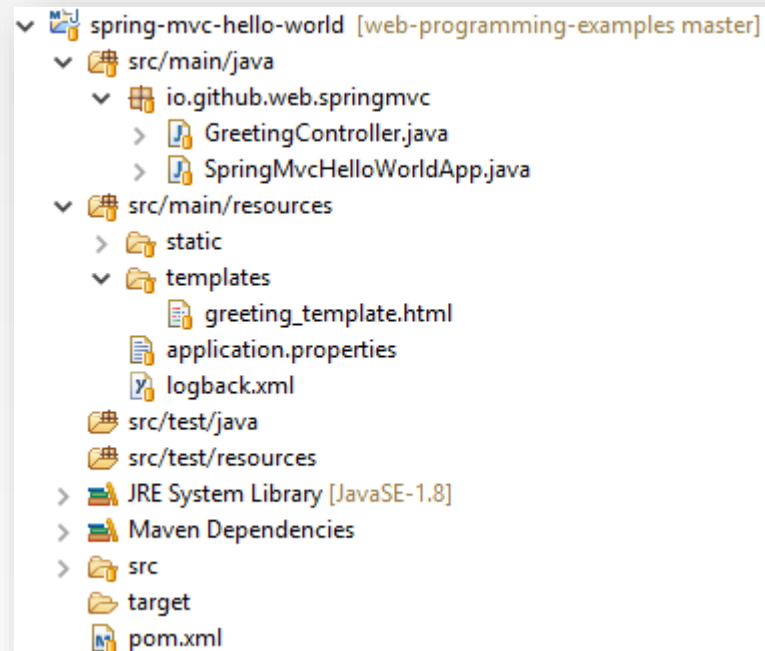 spring-mvc-hello-world [web-programming-examples master]
src/main/java
io.github.web.springmvc
GreetingController.java
SpringMvcHelloWorldApp.java
src/main/resources
static
templates
greeting_template.html
application.properties
logback.xml
src/test/java
src/test/resources
JRE System Library [JavaSE-1.8]
Maven Dependencies
src
target
pom.xml